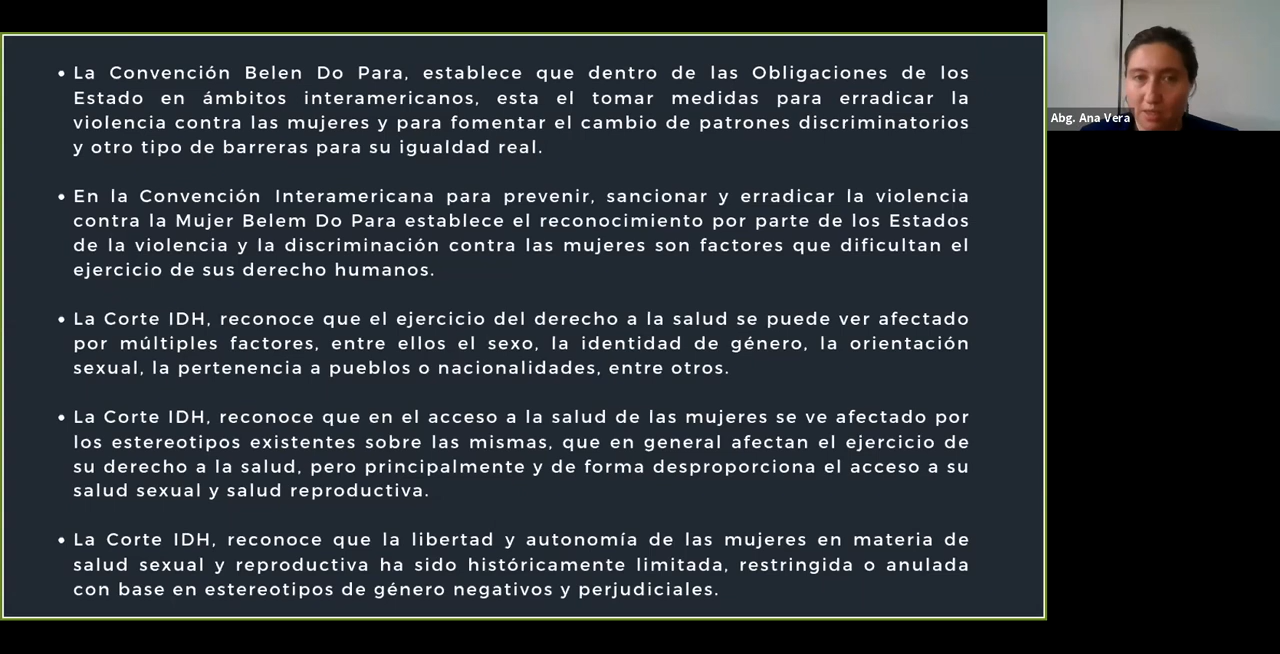 • La Convención Belen Do Para, establece que dentro de las Obligaciones de los
Estado en ámbitos interamericanos, esta el tomar medidas para erradicar la
violencia contra las mujeres y para fomentar el cambio de patrones discriminatorios
y otro tipo de barreras para su igualdad real.
• En la Convención Interamericana para prevenir, sancionar y erradicar la violencia
contra la Mujer Belem Do Para establece el reconocimiento por parte de los Estados
de la violencia y la discriminación contra las mujeres son factores que dificultan el
ejercicio de sus derecho humanos.
• La Corte IDH, reconoce que el ejercicio del derecho a la salud se puede ver afectado
por múltiples factores, entre ellos el sexo, la identidad de género, la orientación
sexual, la pertenencia a pueblos o nacionalidades, entre otros.
• La Corte IDH, reconoce que en el acceso a la salud de las mujeres se ve afectado por
los estereotipos existentes sobre las mismas, que en general afectan el ejercicio de
su derecho a la salud, pero principalmente y de forma desproporciona el acceso a su
salud sexual y salud reproductiva.
• La Corte IDH, reconoce que la libertad y autonomía de las mujeres en materia de
salud sexual y reproductiva ha sido históricamente limitada, restringida o anulada
con base en estereotipos de género negativos y perjudiciales.
Abg. Ana Vera